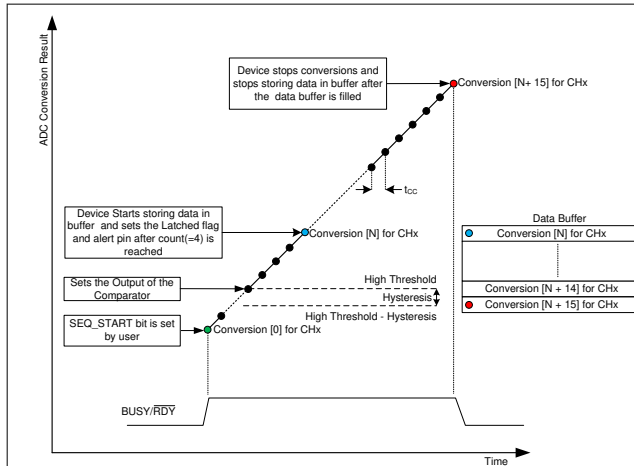 ADC Conversion Result
Device stops conversions and
stops storing data in buffer after
the data buffer is filled
Conversion [N+ 15] for CHx
tCC
Device Starts storing data in
buffer and sets the Latched flag
and alert pin after count(=4) is
reached
Conversion [N] for CHx
Data Buffer
Conversion [N] for CHx
Conversion [N + 14] for CHx
Conversion [N + 15] for CHx
Sets the Output of the
Comparator
High Threshold
Hysteresis
High Threshold - Hysteresis
SEQ_START bit is set
by user
Conversion [0] for CHx
BUSY/RDY
Time